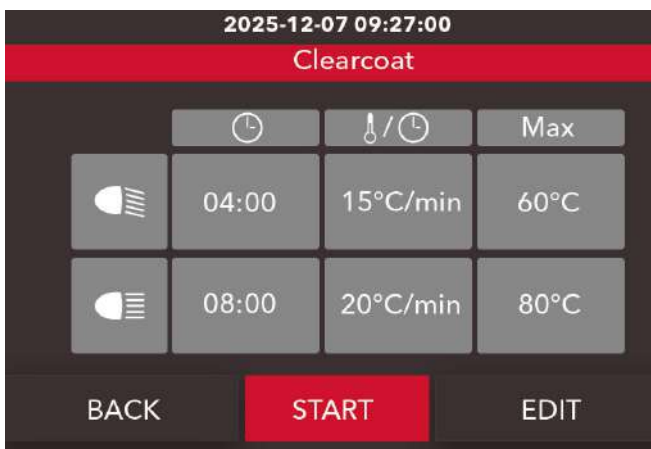 2025-12-07 09:27:00
Clearcoat
/ Max
04:00 15°C/min 60°C
08:00 20°C/min 80°C
BACK START EDIT